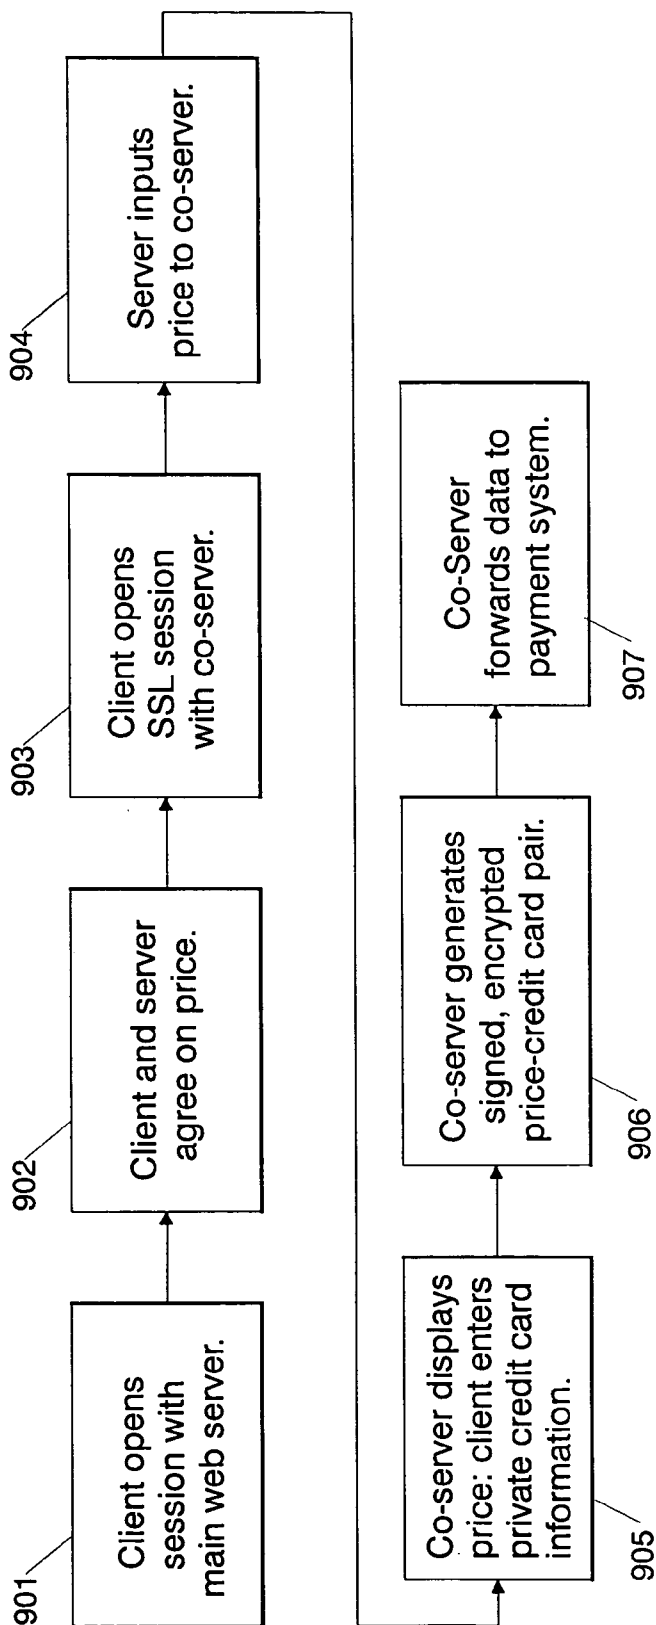 901
Client opens
session with
main web server.
902
Client and server
agree on price.
903
Client opens
SSL session
with co-server.
904
Server inputs
price to co-server.
905
Co-server displays
price: client enters
private credit card
information.
906
Co-server generates
signed, encrypted
price-credit card pair.
907
Co-Server
forwards data to
payment system.